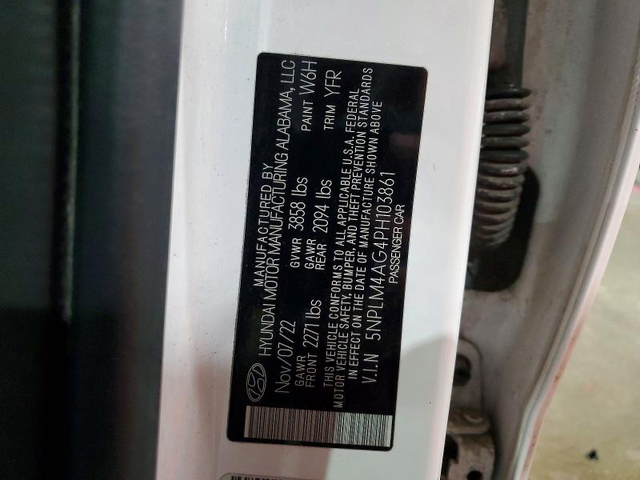 MANUFACTURED BY
HYUNDAI MOTOR MANUFACTURING ALABAMA, LLC
Nov/07/22 GVWR 3858 lbs PAINT W6H
GAWR FRONT 2271 lbs GAWR REAR 2094 lbs TRIM YFR
THIS VEHICLE CONFORMS TO ALL APPLICABLE U.S.A. FEDERAL
MOTOR VEHICLE SAFETY, BUMPER, AND THEFT PREVENTION STANDARDS
IN EFFECT ON THE DATE OF MANUFACTURE SHOWN ABOVE
V.I.N 5NPLM4AG4PH103861
PASSENGER CAR